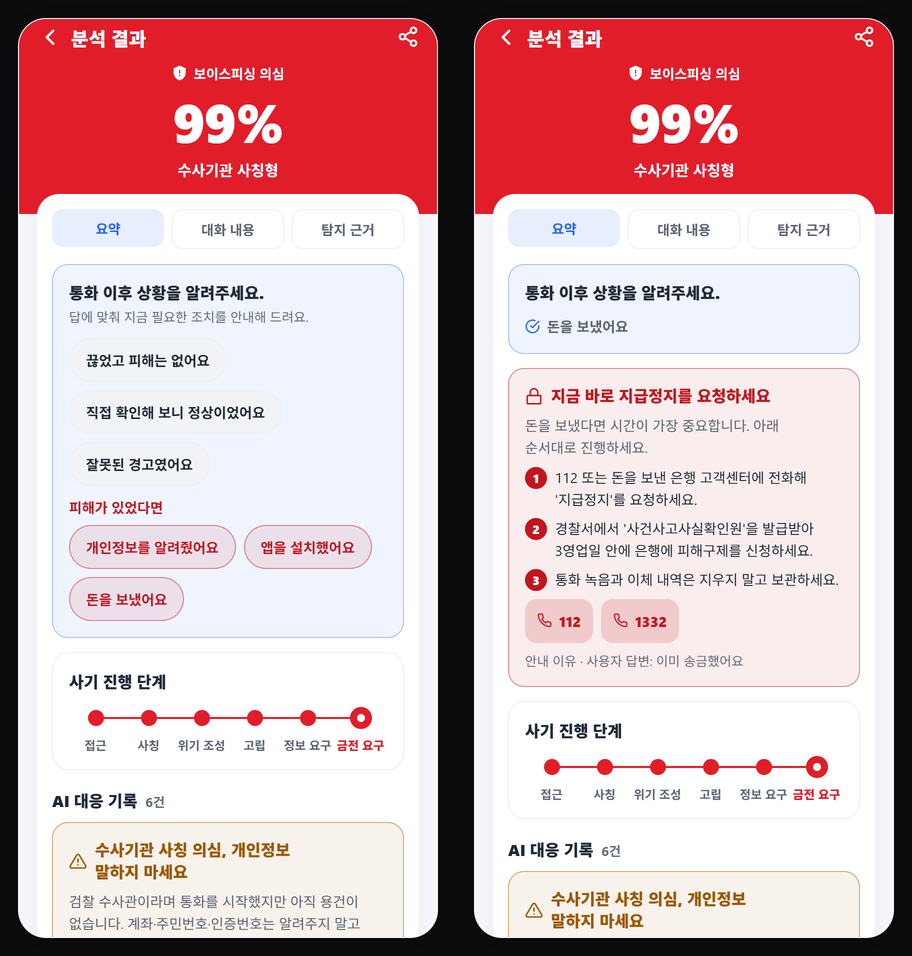 분석 결과
보이스피싱 의심
99%
수사기관 사칭형
요약
대화 내용
탐지 근거
통화 이후 상황을 알려주세요.
답에 맞춰 지금 필요한 조치를 안내해 드려요.
끊었고 피해는 없어요
직접 확인해 보니 정상이었어요
잘못된 경고였어요
피해가 있었다면
개인정보를 알려줬어요
앱을 설치했어요
돈을 보냈어요
사기 진행 단계
접근 사칭 위기 조성 고립 정보 요구 금전 요구
AI 대응 기록 6건
수사기관 사칭 의심, 개인정보
말하지 마세요
검찰 수사관이라며 통화를 시작했지만 아직 용건이
없습니다. 계좌·주민번호·인증번호는 알려주지 말고
분석 결과
보이스피싱 의심
99%
수사기관 사칭형
요약
대화 내용
탐지 근거
통화 이후 상황을 알려주세요.
돈을 보냈어요
지금 바로 지급정지를 요청하세요
돈을 보냈다면 시간이 가장 중요합니다. 아래
순서대로 진행하세요.
1 112 또는 돈을 보낸 은행 고객센터에 전화해
'지급정지'를 요청하세요.
2 경찰서에서 '사건사고사실확인원'을 발급받아
3영업일 안에 은행에 피해구제를 신청하세요.
3 통화 녹음과 이체 내역은 지우지 말고 보관하세요.
112
1332
안내 이유 · 사용자 답변: 이미 송금했어요
사기 진행 단계
접근 사칭 위기 조성 고립 정보 요구 금전 요구
AI 대응 기록 6건
수사기관 사칭 의심, 개인정보
말하지 마세요